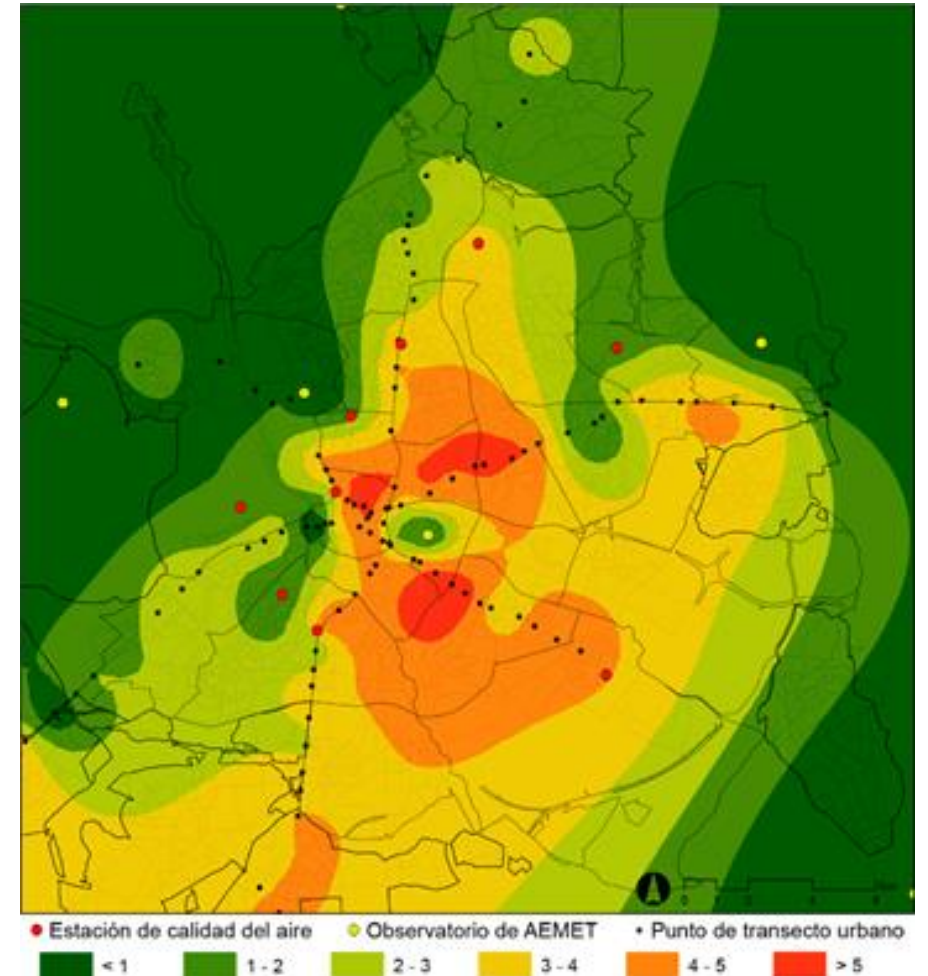 Estación de calidad del aire Observatorio de AEMET Punto de transecto urbano
< 1 1 - 2 2 - 3 3 - 4 4 - 5 > 5